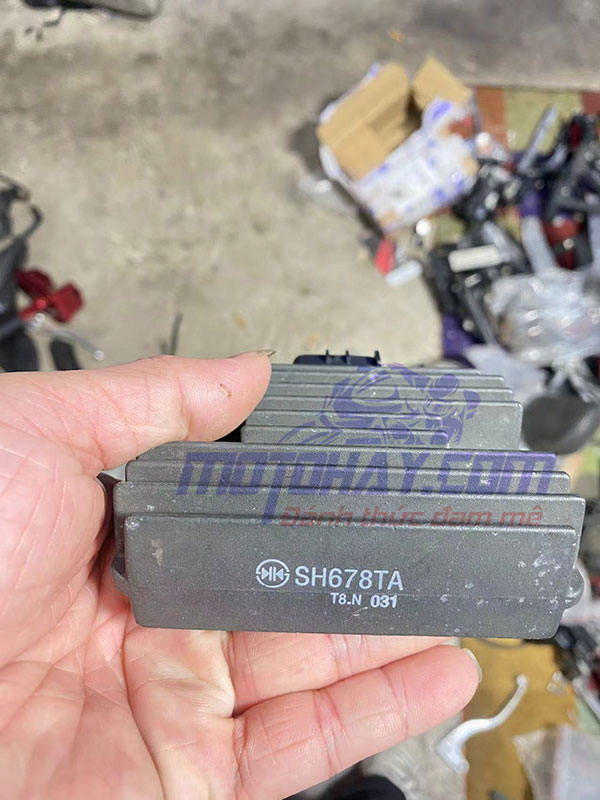 MOTOHAY.COM
Đánh thức đam mê
SH678TA
T8.N 031